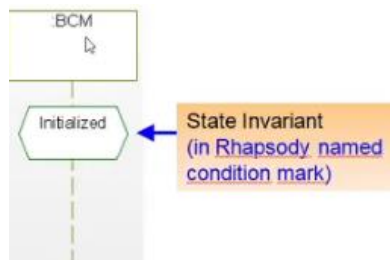 :BCM
Initialized
State Invariant
(in Rhapsody named
condition mark)